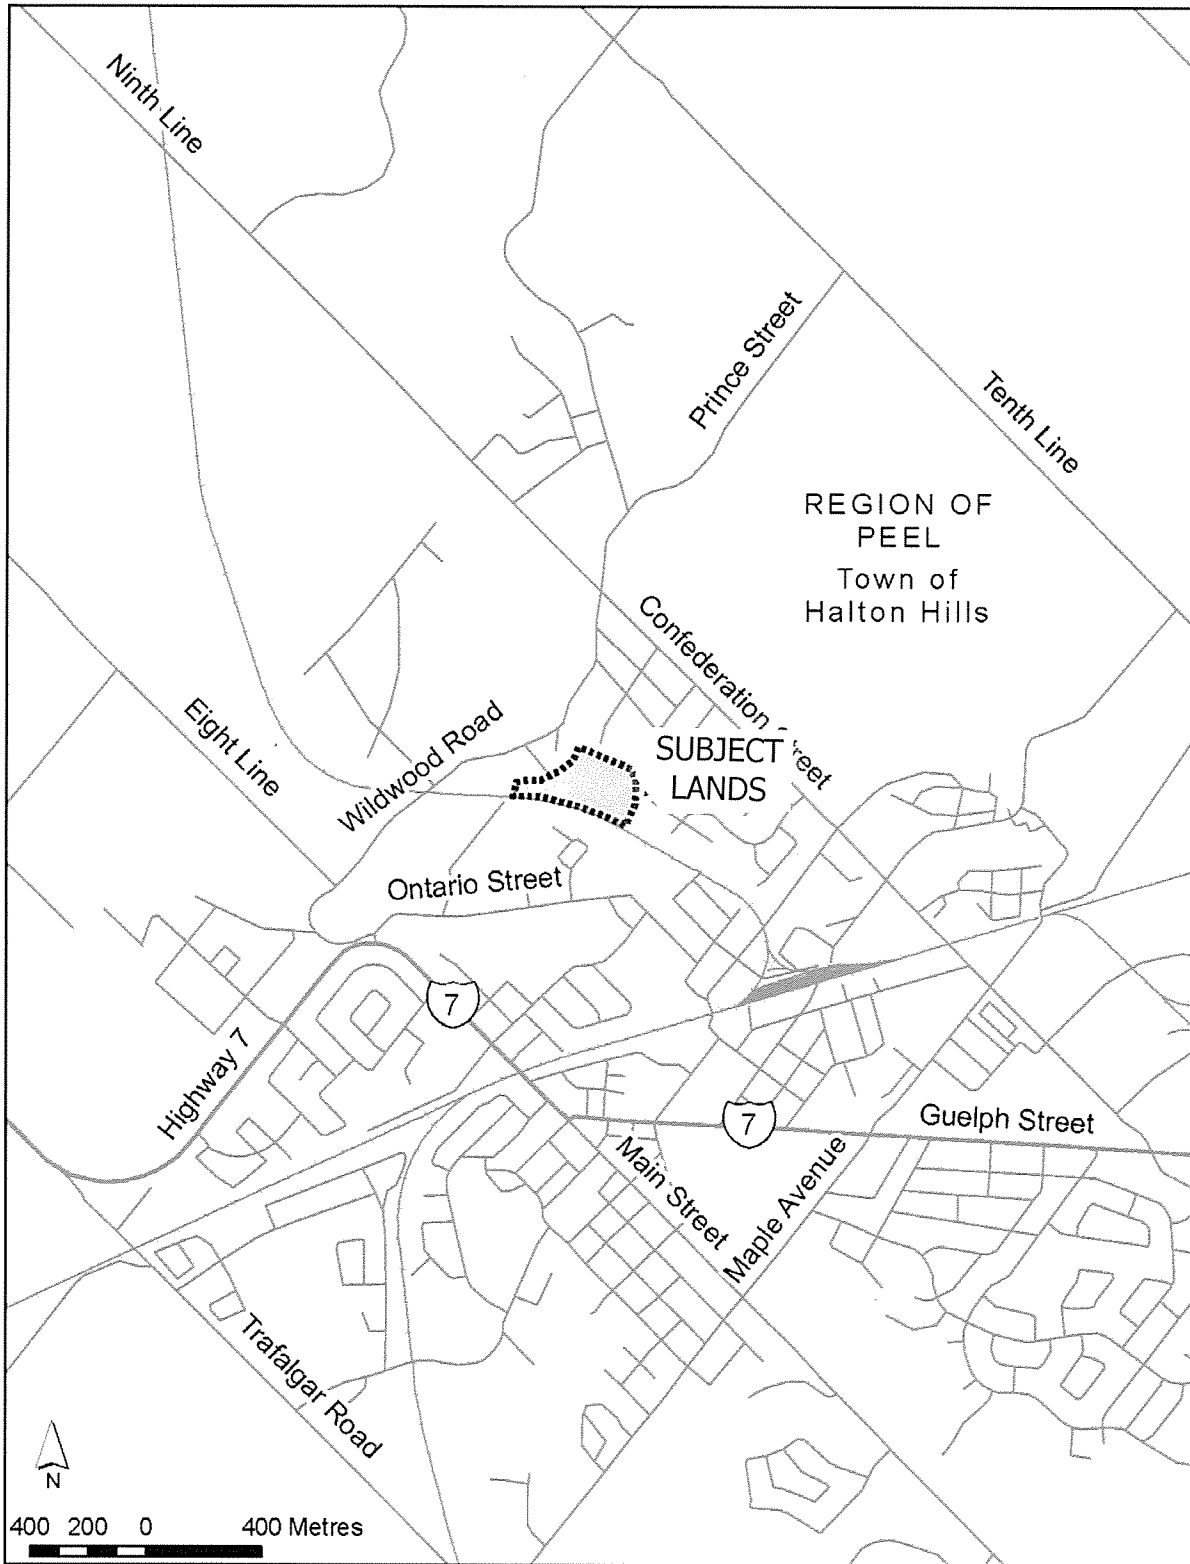 Ninth Line
Prince Street
Tenth Line
REGION OF
PEEL
Town of
Halton Hills
Confederation Street
Eight Line
Wildwood Road
SUBJECT
LANDS
Ontario Street
7
Highway 7
7
Guelph Street
Main Street
Maple Avenue
Trafalgar Road
N
400 200 0 400 Metres